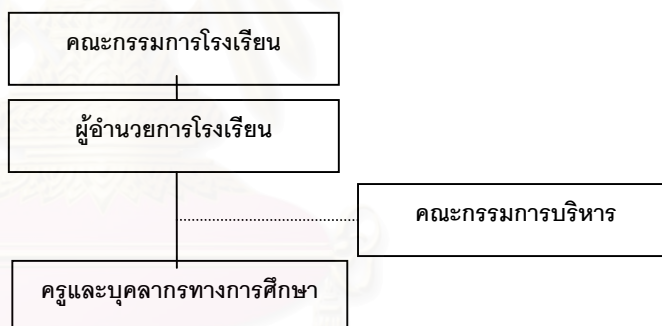 คณะกรรมการโรงเรียน
ผู้อำนวยการโรงเรียน
คณะกรรมการบริหาร
ครูและบุคลากรทางการศึกษา